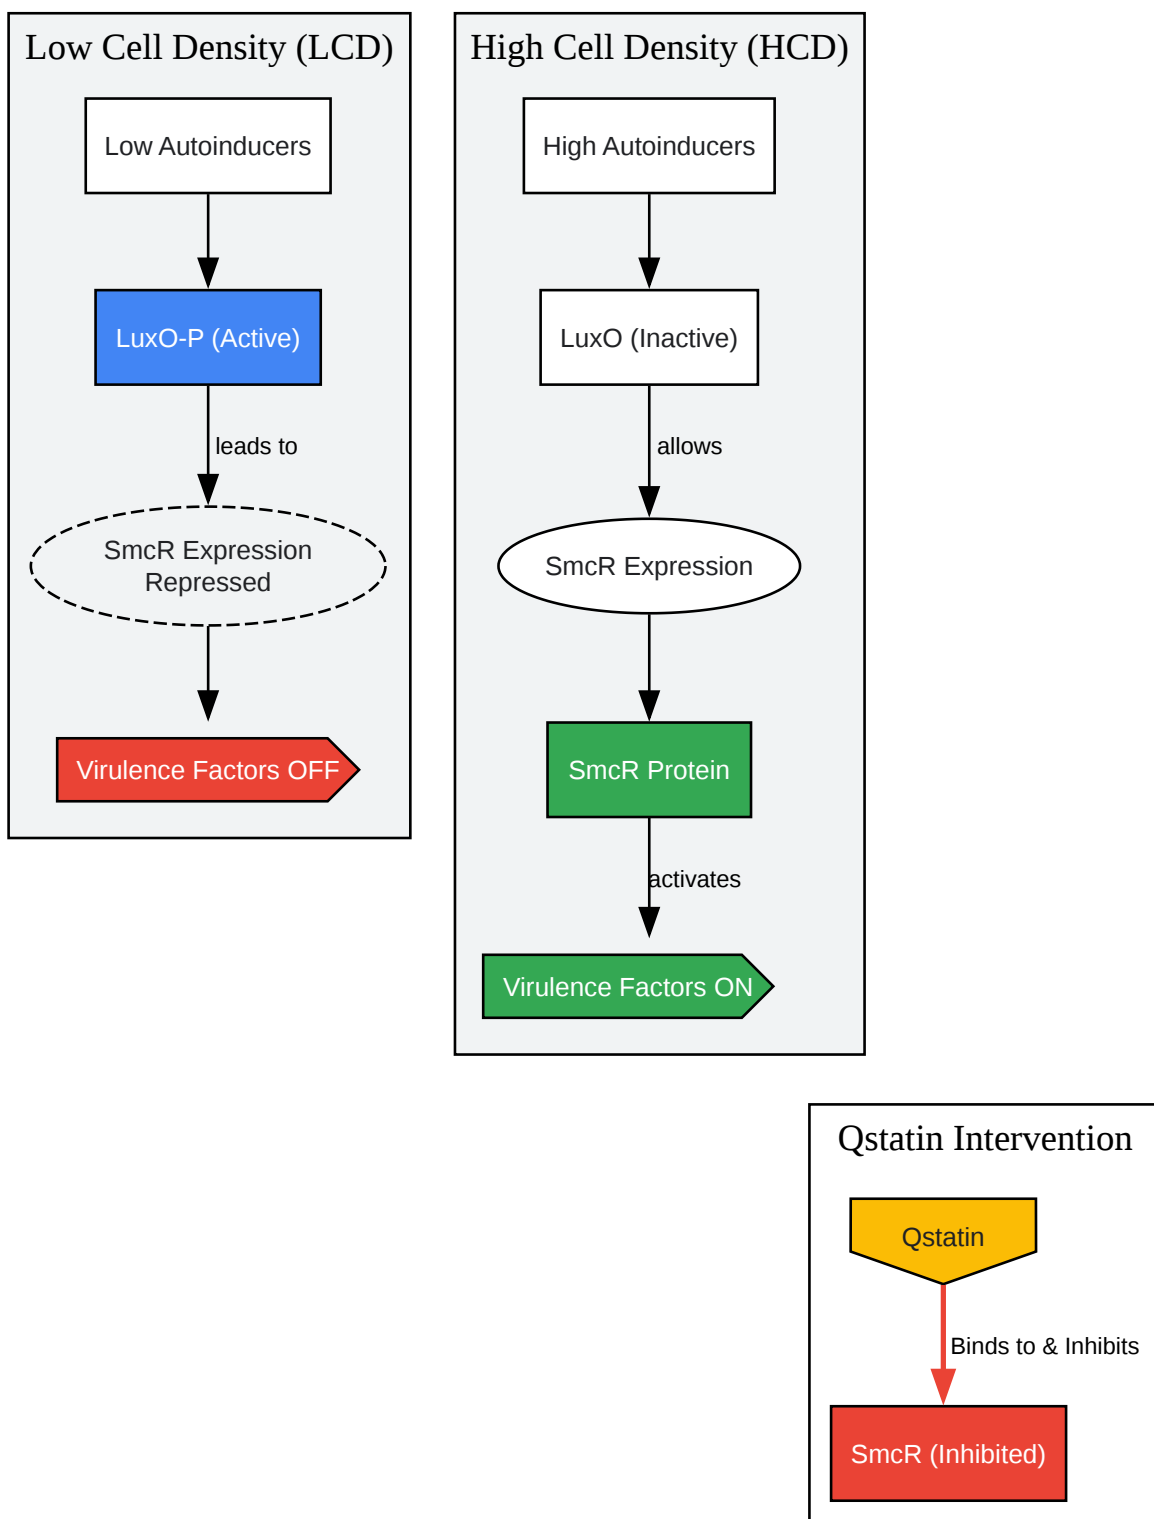 Low Cell Density (LCD)
Low Autoinducers
LuxO-P (Active)
leads to
SmcR Expression
Repressed
Virulence Factors OFF
High Cell Density (HCD)
High Autoinducers
LuxO (Inactive)
allows
SmcR Expression
SmcR Protein
activates
Virulence Factors ON
Qstatin Intervention
Qstatin
Binds to & Inhibits
SmcR (Inhibited)